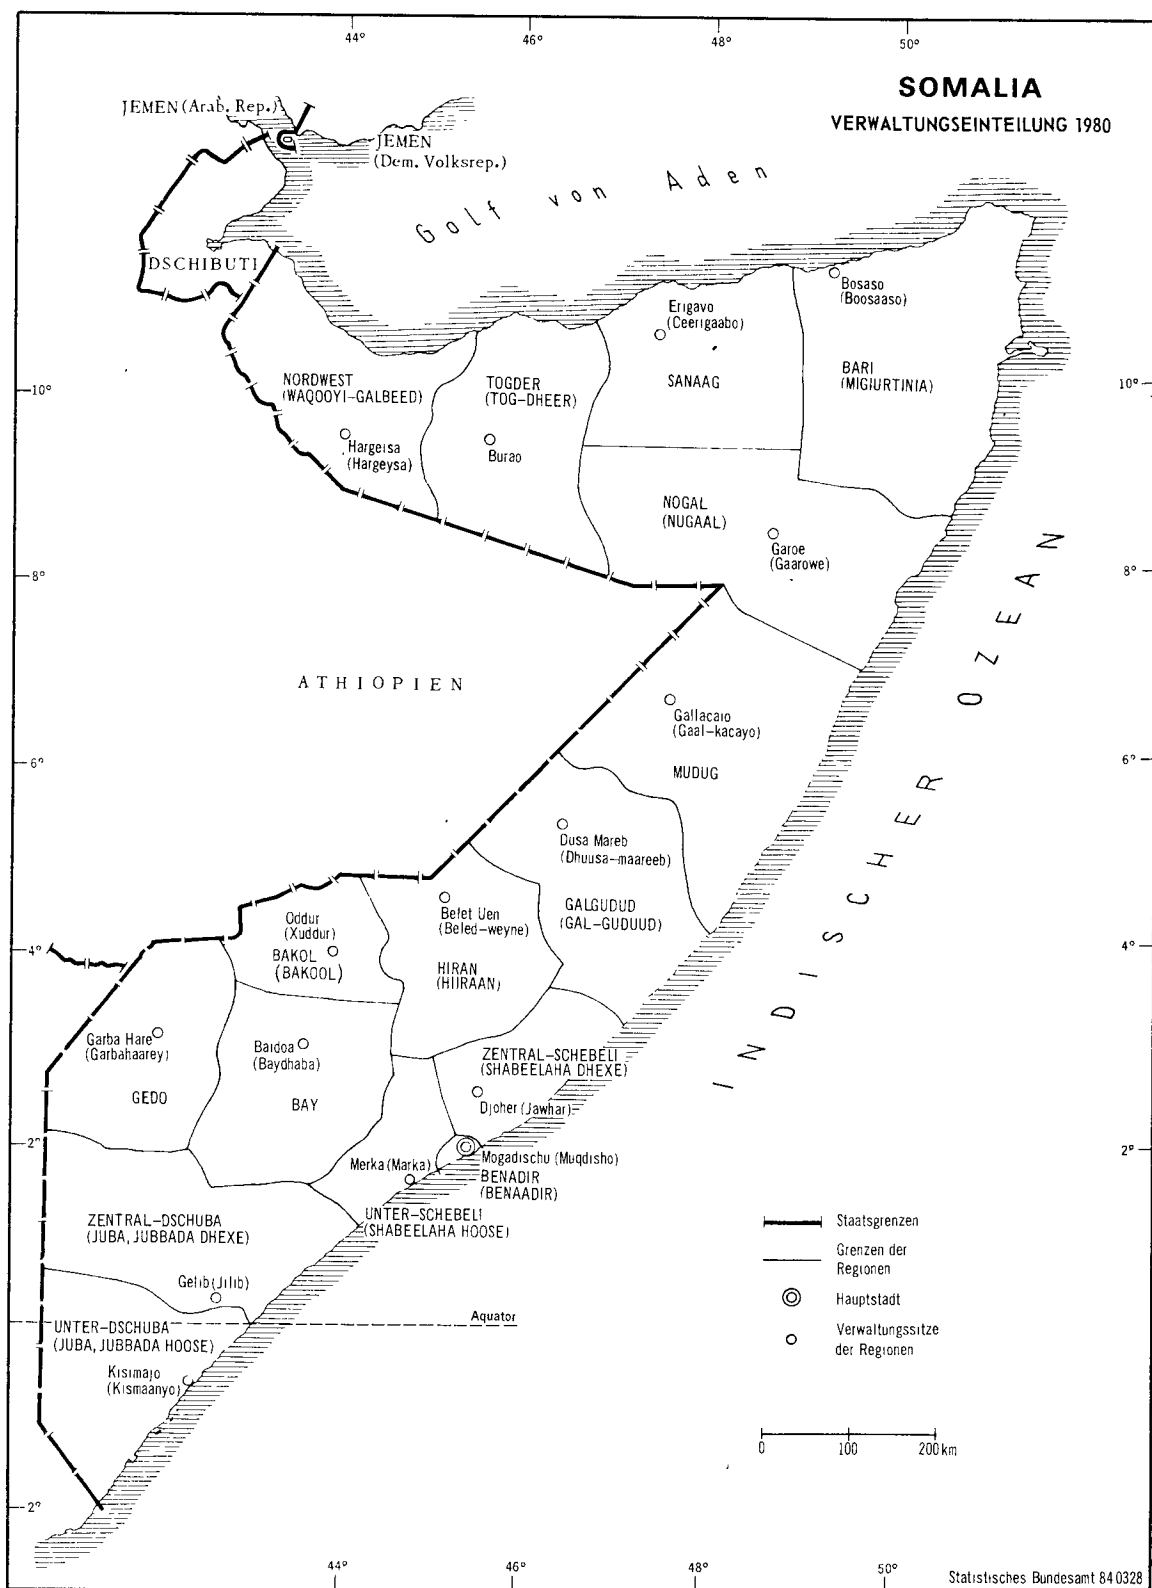 44°
46°
48°
50°
SOMALIA
VERWALTUNGSEINTEILUNG 1980
JEMEN (Arab. Rep.)
JEMEN
(Dem. Volksrep.)
Golf von Aden
DSCHIBUTI
Bosaso
(Boosaaso)
Erigavo
(Ceerigaabo)
NORDWEST
(WAQOOYI-GALBEED)
TOGDER
(TOG-DHEER)
SANAAG
BARI
(MIGIURTINIA)
10°
10°
Hargeisa
(Hargeysa)
Burao
NOGAL
(NUGAAL)
Garoe
(Gaarowe)
8°
8°
ATHIOPIEN
INDISCHER OZEAN
Gallacaio
(Gaal-kacayo)
MUDUG
6°
6°
Dusa Mareb
(Dhuusa-maareeb)
GALGUDUD
(GAL-GUDUUD)
Belet Uen
(Beled-weyne)
HIRAN
(HIIRAAN)
Oddur
(Xuddur)
BAKOL
(BAKOOL)
4°
4°
Garba Hare
(Garbahaarey)
GEDO
Baidoa
(Baydhaba)
BAY
ZENTRAL-SCHEBELI
(SHABEELAHA DHEXE)
Djoher (Jawhar)
2°
2°
Mogadischu (Muqdisho)
BENADIR
(BENAADIR)
Merka (Marka)
UNTER-SCHEBELI
(SHABEELAHA HOOSE)
ZENTRAL-DSCHUBA
(JUBA, JUBBADA DHEXE)
Gelib (Jilib)
Aquator
UNTER-DSCHUBA
(JUBA, JUBBADA HOOSE)
Kisimajo
(Kismaanyo)
Staatsgrenzen
Grenzen der
Regionen
Hauptstadt
Verwaltungssitze
der Regionen
0 100 200 km
2°
44°
46°
48°
50°
Statistisches Bundesamt 84 0328